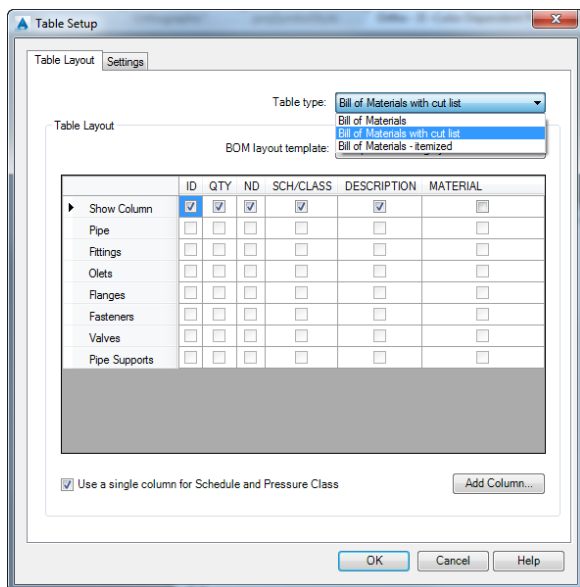 Table Setup
Table Layout
Settings
Table type: Bill of Materials with cut list
Bill of Materials
Bill of Materials with cut list
Bill of Materials - itemized
Table Layout
BOM layout template:
ID QTY ND SCH/CLASS DESCRIPTION MATERIAL
Show Column
Pipe
Fittings
Olets
Flanges
Fasteners
Valves
Pipe Supports
Use a single column for Schedule and Pressure Class
Add Column...
OK Cancel Help